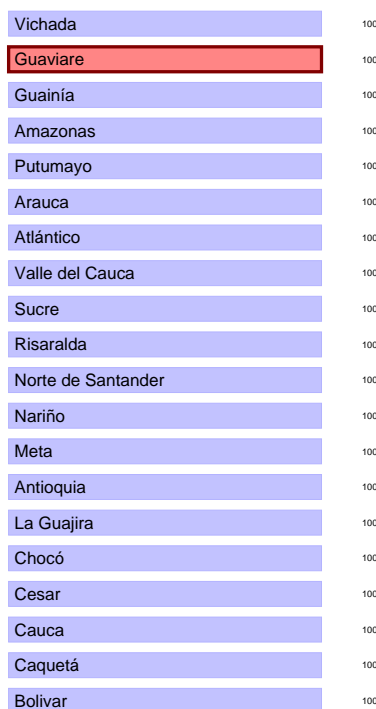 Vichada 100
Guaviare 100
Guainía 100
Amazonas 100
Putumayo 100
Arauca 100
Atlántico 100
Valle del Cauca 100
Sucre 100
Risaralda 100
Norte de Santander 100
Nariño 100
Meta 100
Antioquia 100
La Guajira 100
Chocó 100
Cesar 100
Cauca 100
Caquetá 100
Bolivar 100